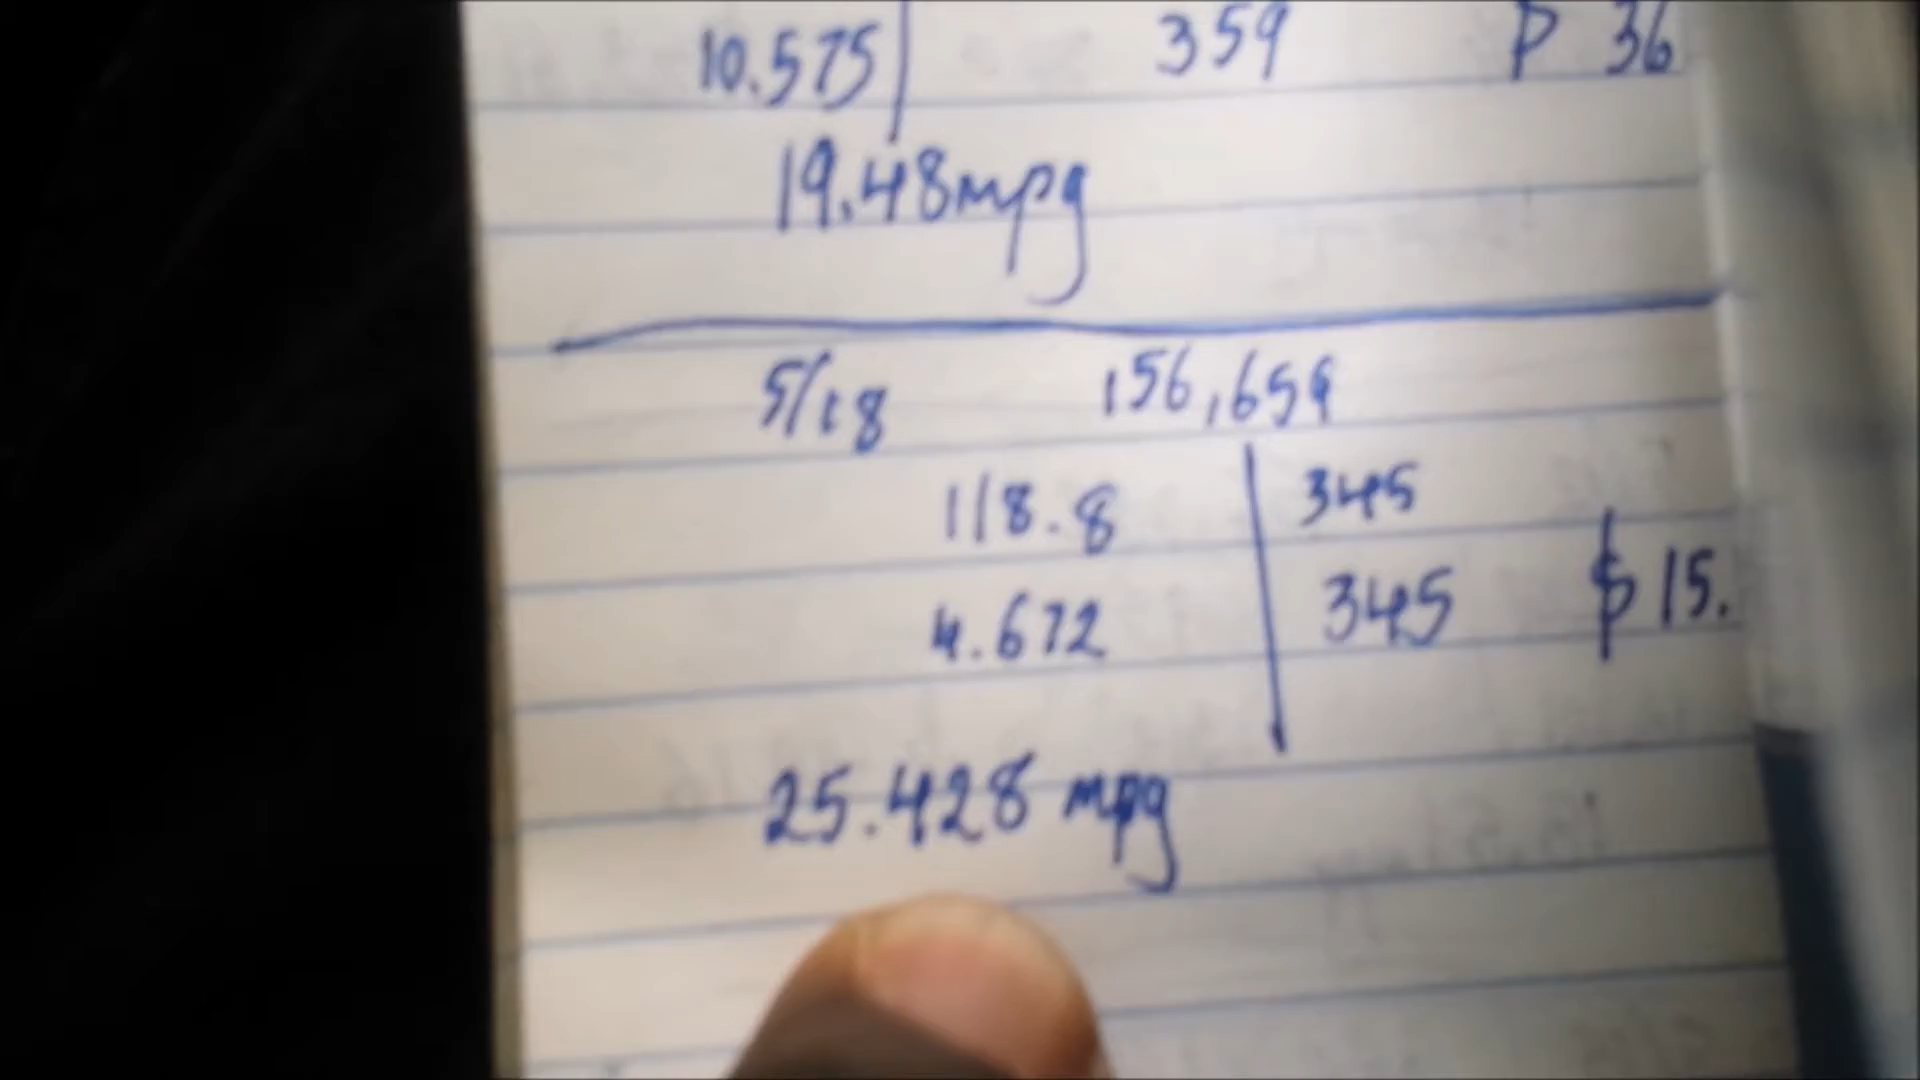 10.575 359 P 36
19.48mpg
5/18 156,659
118.8 345
4.672 345 $15.
25.428 mpg